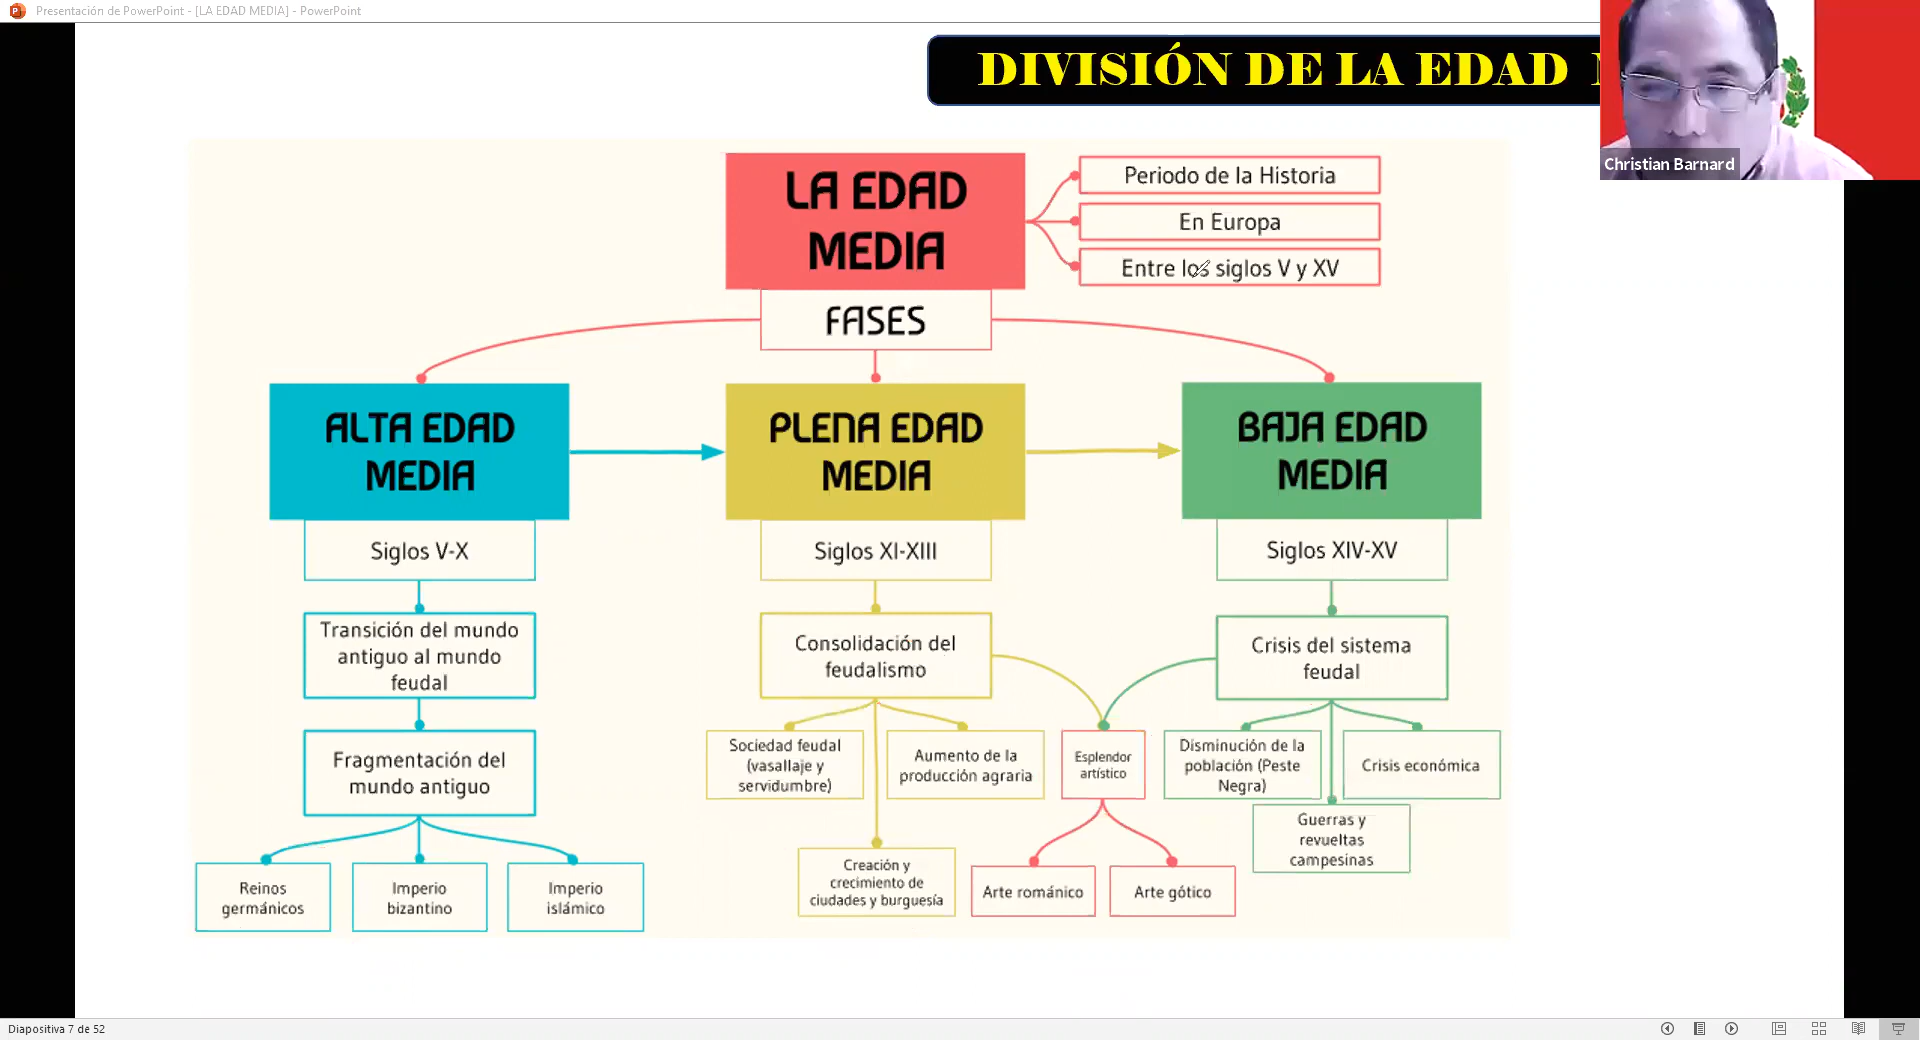 Presentación de PowerPoint - [LA EDAD MEDIA] - PowerPoint
DIVISIÓN DE LA EDAD
Christian Barnard
LA EDAD
MEDIA
Periodo de la Historia
En Europa
Entre los siglos V y XV
FASES
ALTA EDAD
MEDIA
PLENA EDAD
MEDIA
BAJA EDAD
MEDIA
Siglos V-X
Siglos XI-XIII
Siglos XIV-XV
Transición del mundo
antiguo al mundo
feudal
Consolidación del
feudalismo
Crisis del sistema
feudal
Fragmentación del
mundo antiguo
Sociedad feudal
(vasallaje y
servidumbre)
Aumento de la
producción agraria
Esplendor
artístico
Disminución de la
población (Peste
Negra)
Crisis económica
Guerras y
revueltas
campesinas
Reinos
germánicos
Imperio
bizantino
Imperio
islámico
Creación y
crecimiento de
ciudades y burguesía
Arte románico
Arte gótico
Diapositiva 7 de 52